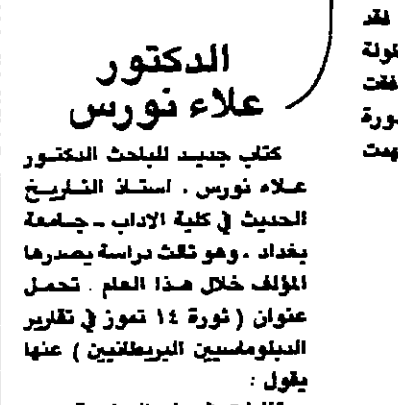 الدكتور
علاء نورس
كتاب جديد للباحث الدكتور
علاء نورس ، استاذ التاريخ
الحديث في كلية الاداب ـ جامعة
بغداد ، وهو ثالث دراسة يصدرها
المؤلف خلال هذا العام . تحمل
عنوان ( ثورة ١٤ تموز في تقارير
الدبلوماسيين البريطانيين ) عنها
يقول :
فقد